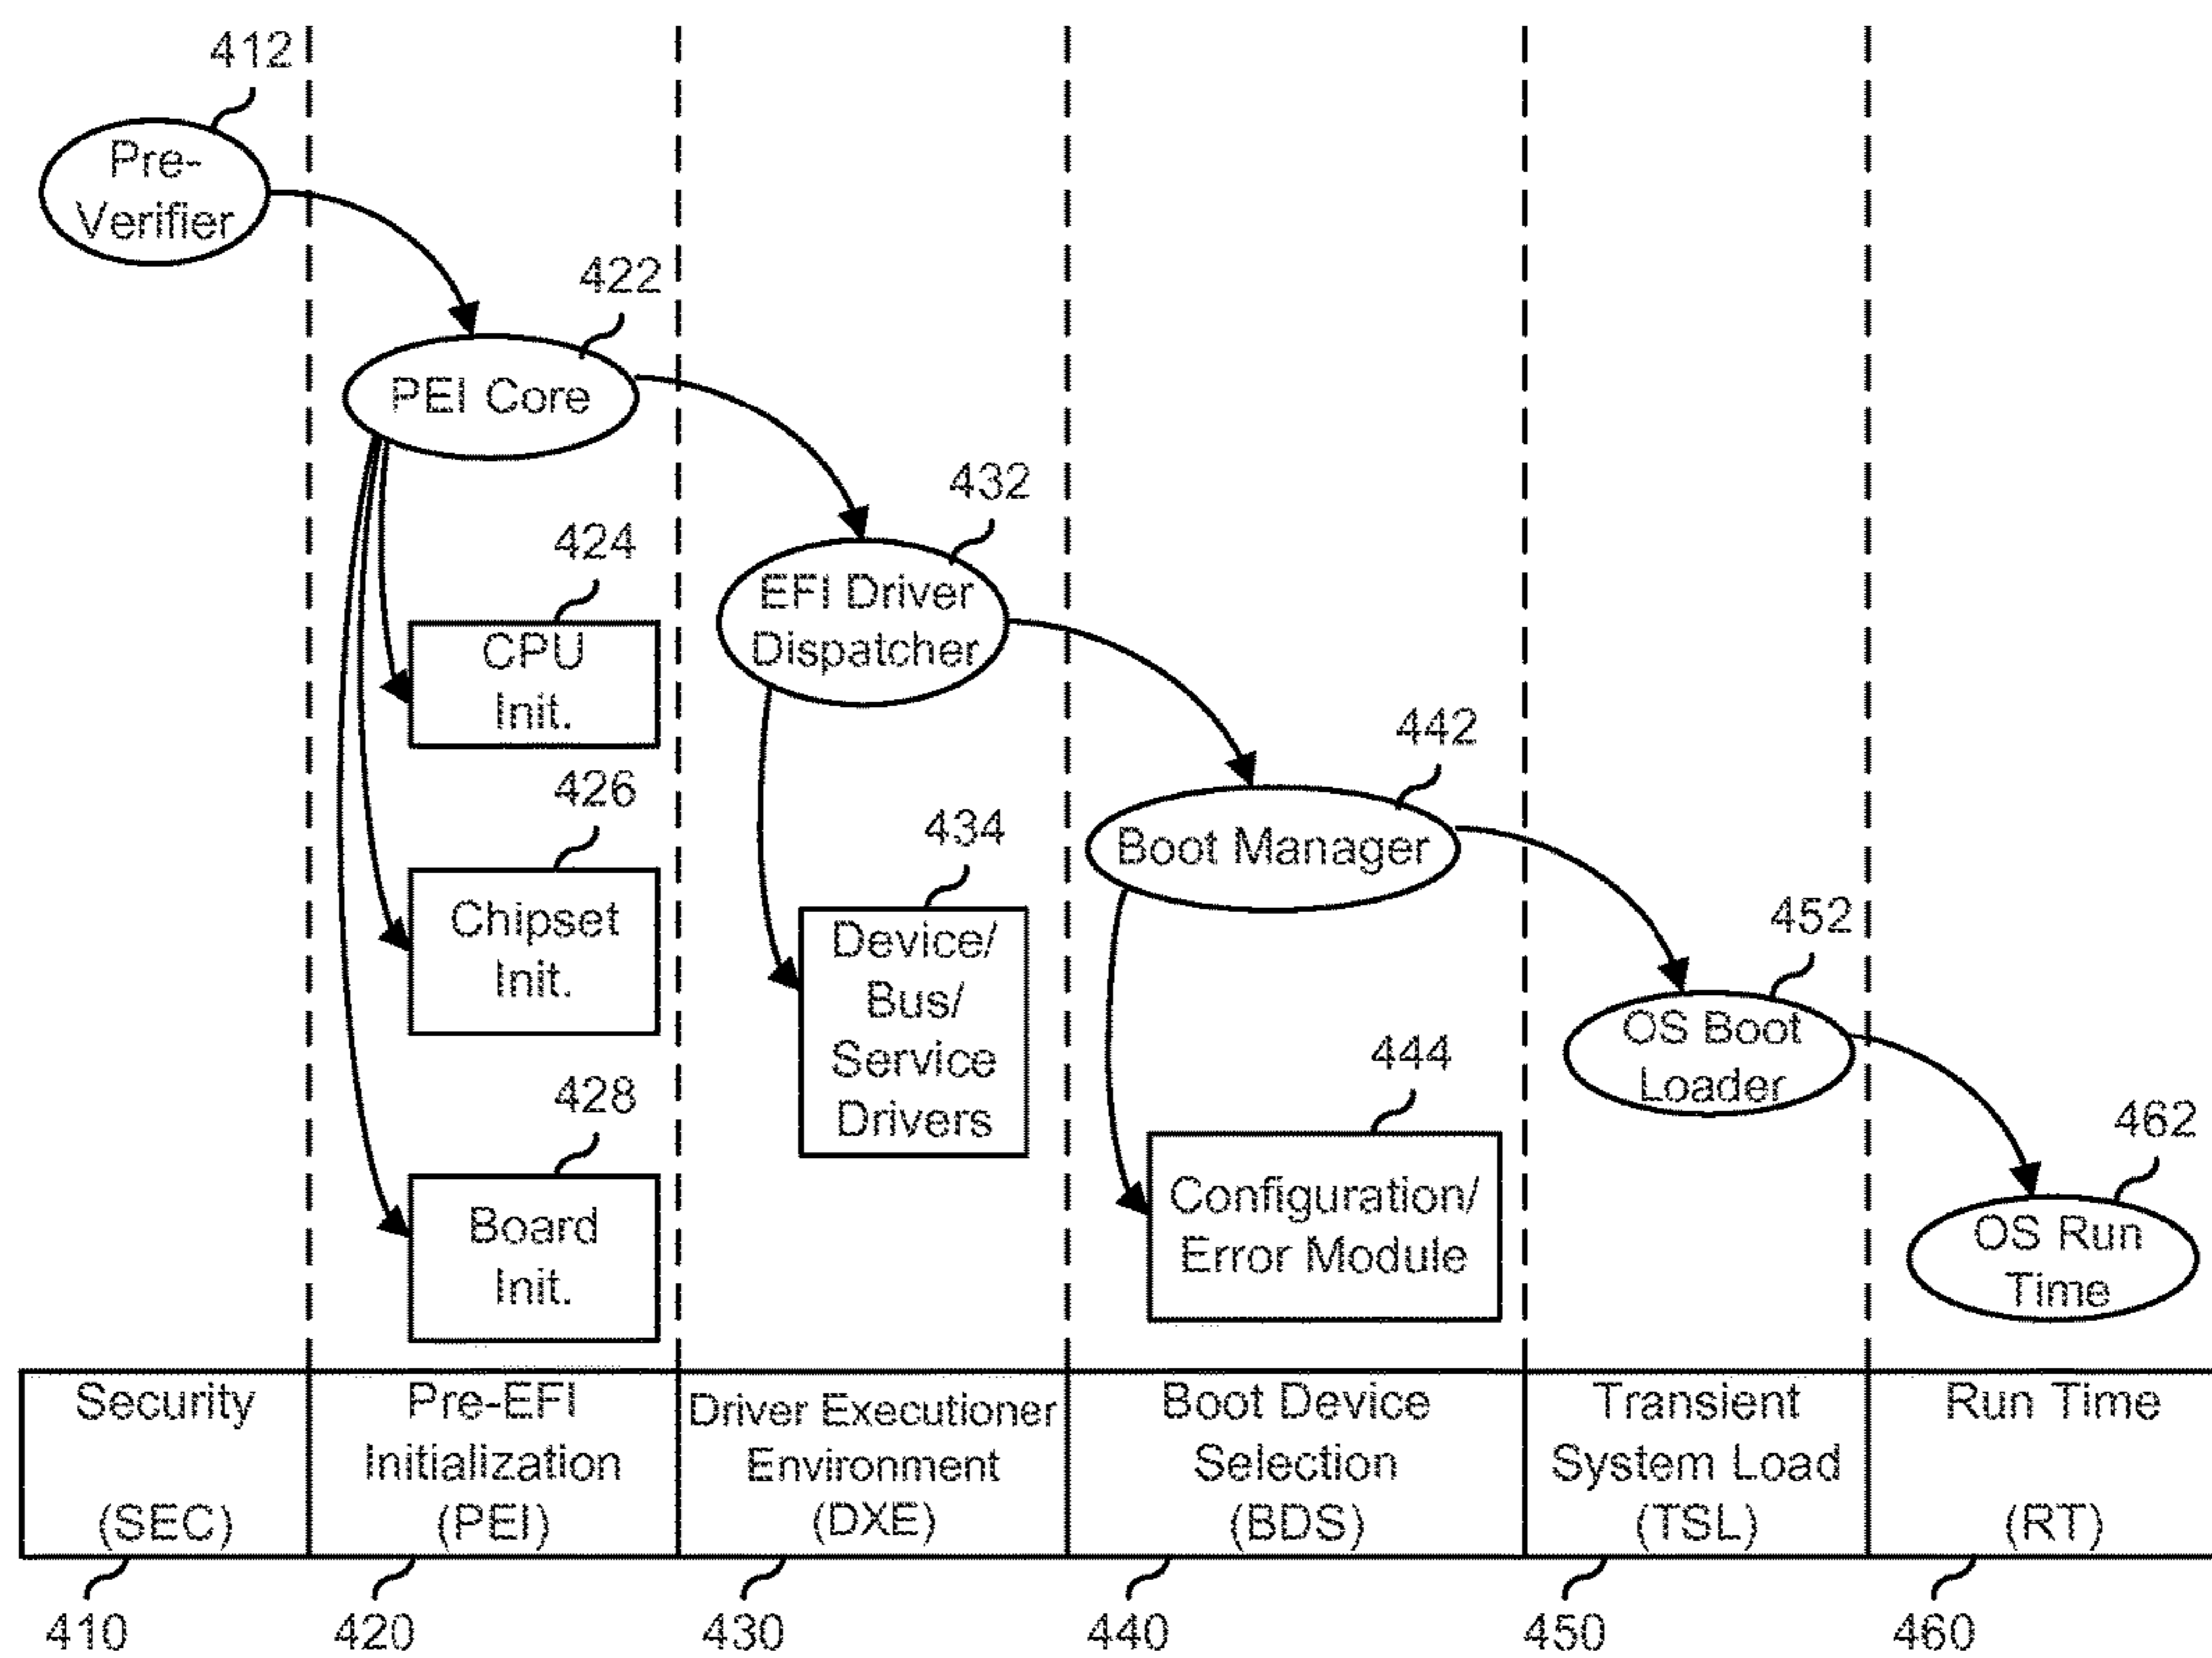 412
Pre-
Verifier
422
PEI Core
432
424
EFI Driver
Dispatcher
CPU
Init.
442
426
434
Boot Manager
Chipset
Init.
Device/
Bus/
Service
Drivers
452
OS Boot
Loader
444
428
462
Configuration/
Error Module
Board
Init.
OS Run
Time
Security
(SEC)
Pre-EFI
Initialization
(PEI)
Driver Executioner
Environment
(DXE)
Boot Device
Selection
(BDS)
Transient
System Load
(TSL)
Run Time
(RT)
410
420
430
440
450
460